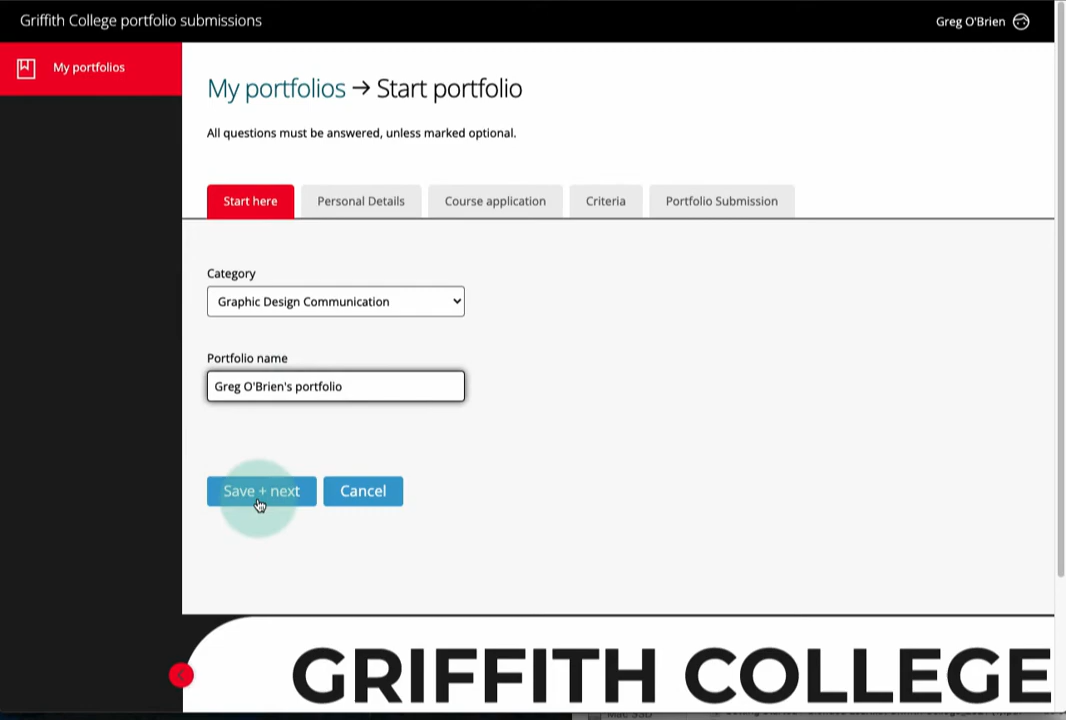 Griffith College portfolio submissions
Greg O'Brien
My portfolios
My portfolios → Start portfolio
All questions must be answered, unless marked optional.
Start here
Personal Details
Course application
Criteria
Portfolio Submission
Category
Graphic Design Communication
Portfolio name
Greg O'Brien's portfolio
Save + next
Cancel
GRIFFITH COLLEGE